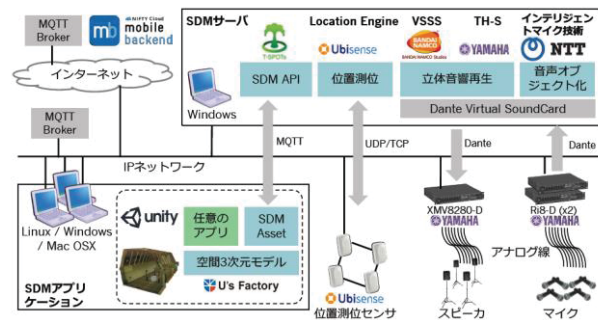 MQTT
Broker
NIFTY Cloud
mobile
backend
インターネット
MQTT
Broker
IPネットワーク
SDMサーバ
Windows
T-SPOTs
SDM API
Location Engine
Ubisense
位置測位
VSSS
BANDAI
NAMCO
BANDAI NAMCO Studios
TH-S
YAMAHA
立体音響再生
インテリジェン
トマイク技術
NTT
音声オブ
ジェクト化
Dante Virtual SoundCard
MQTT
UDP/TCP
Dante
Dante
Linux / Windows
/ Mac OSX
SDMアプリ
ケーション
unity
任意の
アプリ
SDM
Asset
空間3次元モデル
U's Factory
Ubisense
位置測位センサ
XMV8280-D
YAMAHA
Ri8-D (x2)
YAMAHA
アナログ線
スピーカ
マイク